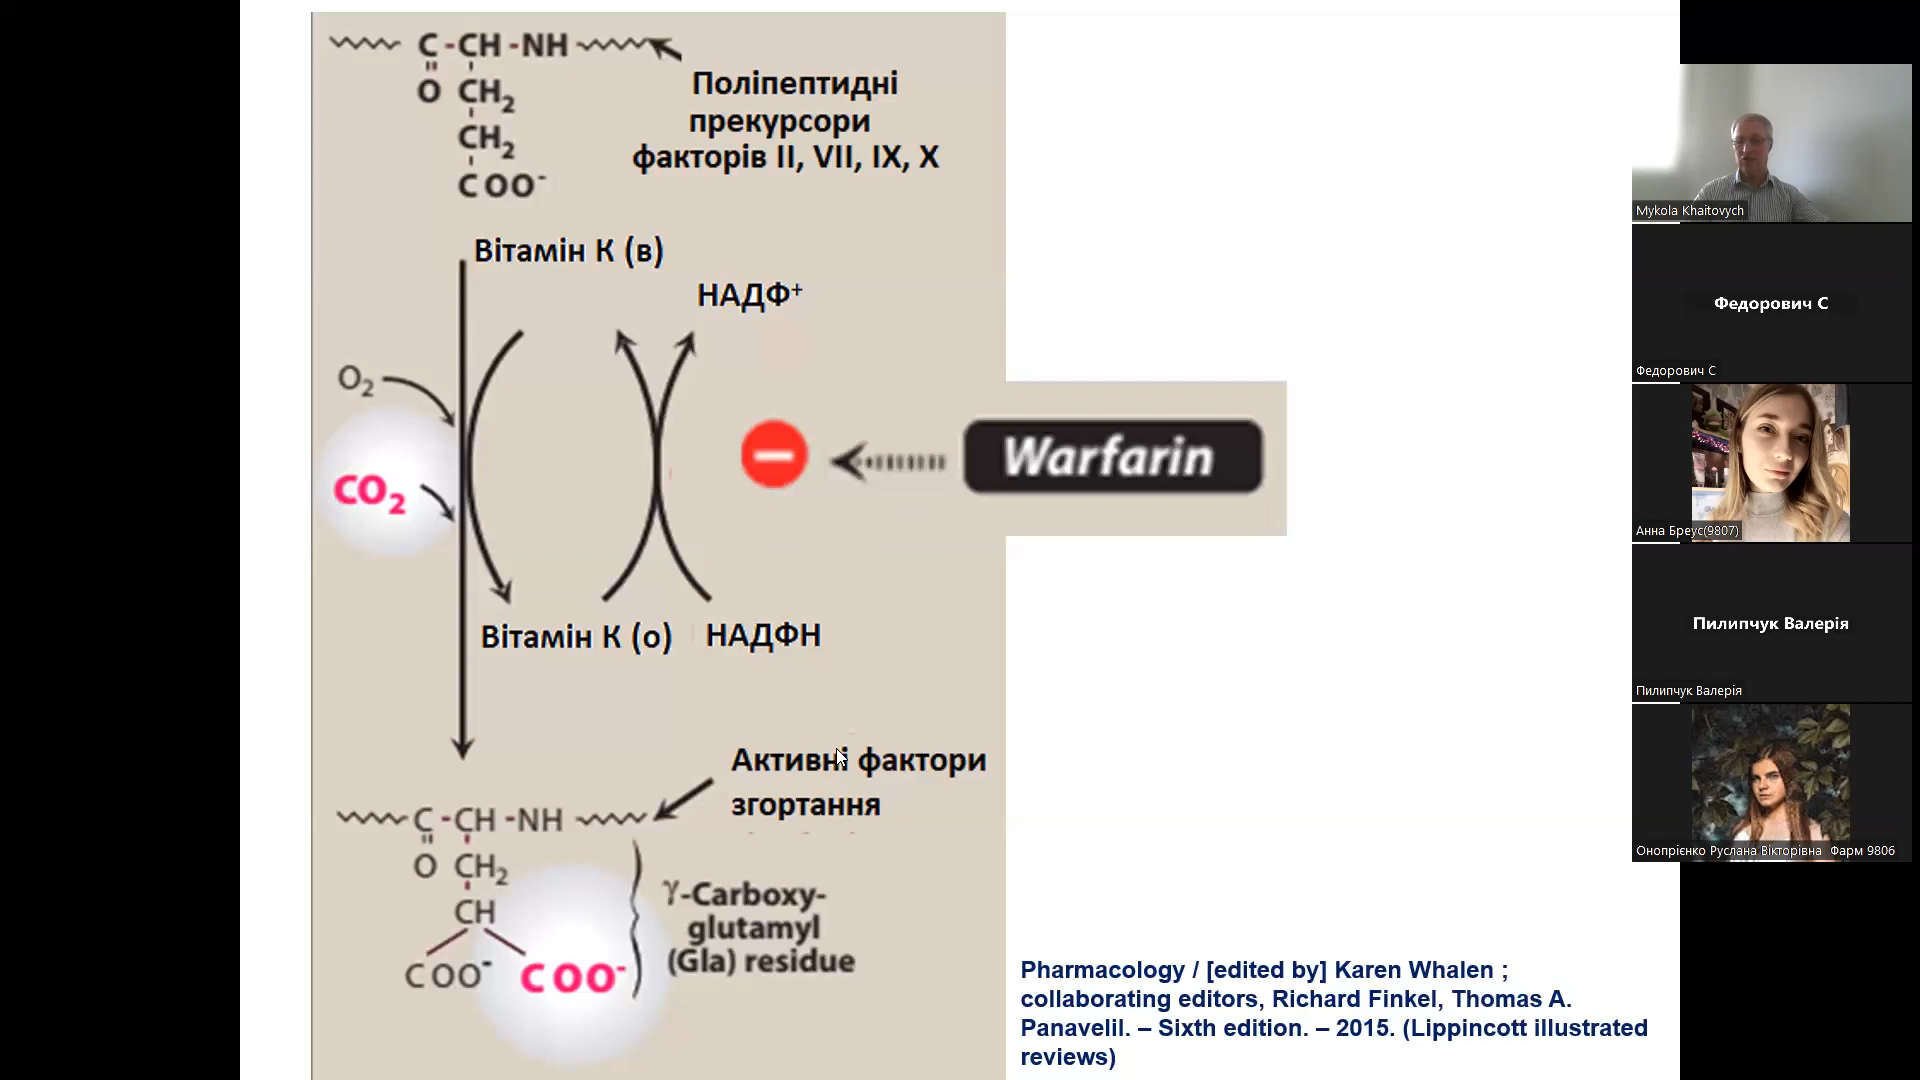 C-CH-NH
O CH2
CH2
COO-
Поліпептидні
прекурсори
факторів II, VII, IX, X
Вітамін К (в)
НАДФ+
O2
CO2
Warfarin
Вітамін К (о) НАДФН
Активні фактори
згортання
C-CH-NH
O CH2
CH
COO- COO-
γ-Carboxy-
glutamyl
(Gla) residue
Pharmacology / [edited by] Karen Whalen ;
collaborating editors, Richard Finkel, Thomas A.
Panavelil. – Sixth edition. – 2015. (Lippincott illustrated
reviews)
Mykola Khaitovych
Федорович С
Федорович С
Анна Бреус(9807)
Пилипчук Валерія
Пилипчук Валерія
Онопрієнко Руслана Вікторівна Фарм 9806